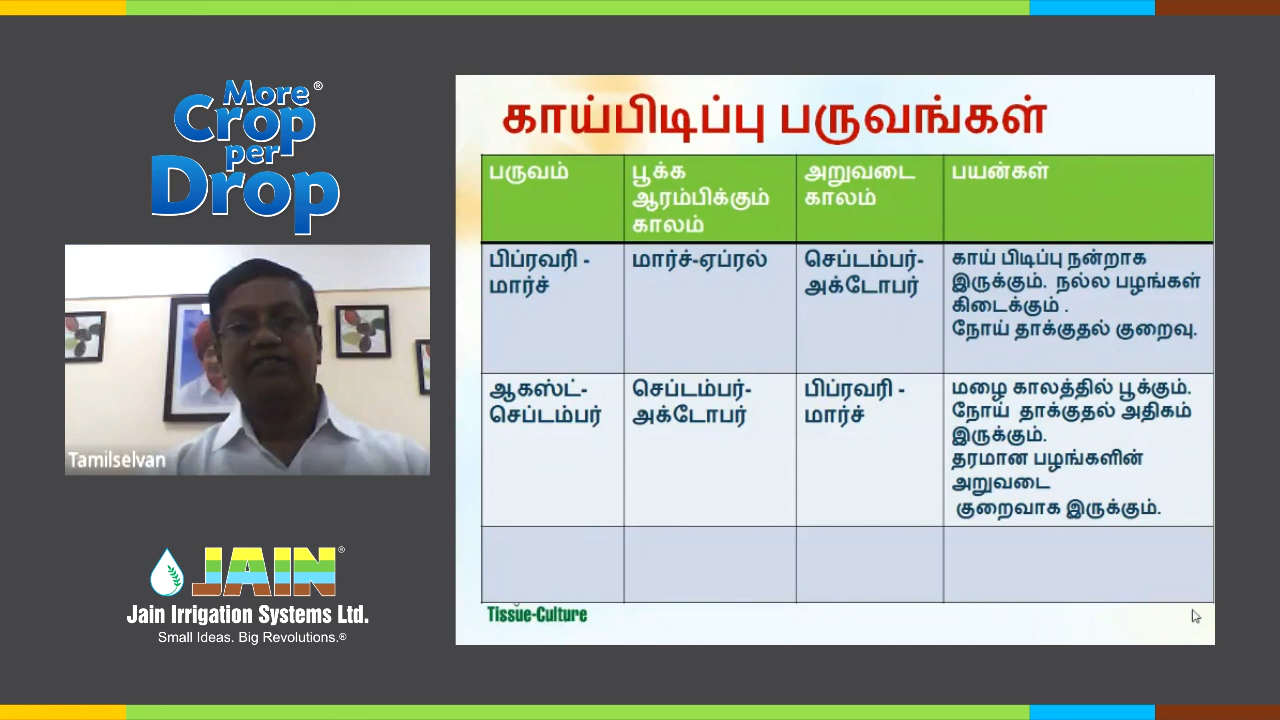 More®
Crop
per
Drop
Tamilselvan
JAIN®
Jain Irrigation Systems Ltd.
Small Ideas. Big Revolutions.®
காய்பிடிப்பு பருவங்கள்
பருவம்
பூக்க
ஆரம்பிக்கும்
காலம்
அறுவடை
காலம்
பயன்கள்
பிப்ரவரி -
மார்ச்
மார்ச்-ஏப்ரல்
செப்டம்பர்-
அக்டோபர்
காய் பிடிப்பு நன்றாக
இருக்கும். நல்ல பழங்கள்
கிடைக்கும் .
நோய் தாக்குதல் குறைவு.
ஆகஸ்ட்-
செப்டம்பர்
செப்டம்பர்-
அக்டோபர்
பிப்ரவரி -
மார்ச்
மழை காலத்தில் பூக்கும்.
நோய் தாக்குதல் அதிகம்
இருக்கும்.
தரமான பழங்களின்
அறுவடை
குறைவாக இருக்கும்.
Tissue-Culture